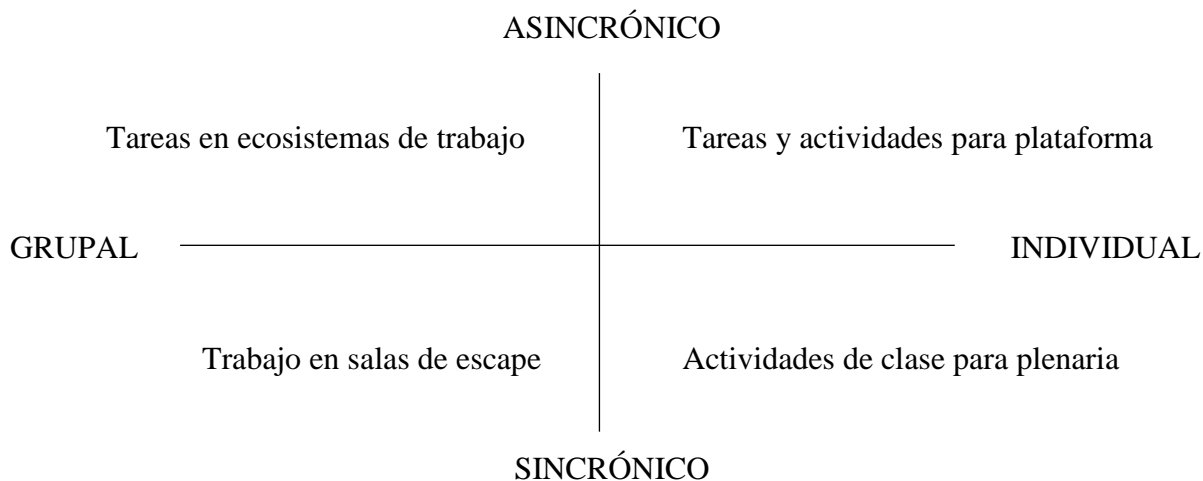 ASINCRÓNICO
Tareas en ecosistemas de trabajo
Tareas y actividades para plataforma
GRUPAL
INDIVIDUAL
Trabajo en salas de escape
Actividades de clase para plenaria
SINCRÓNICO